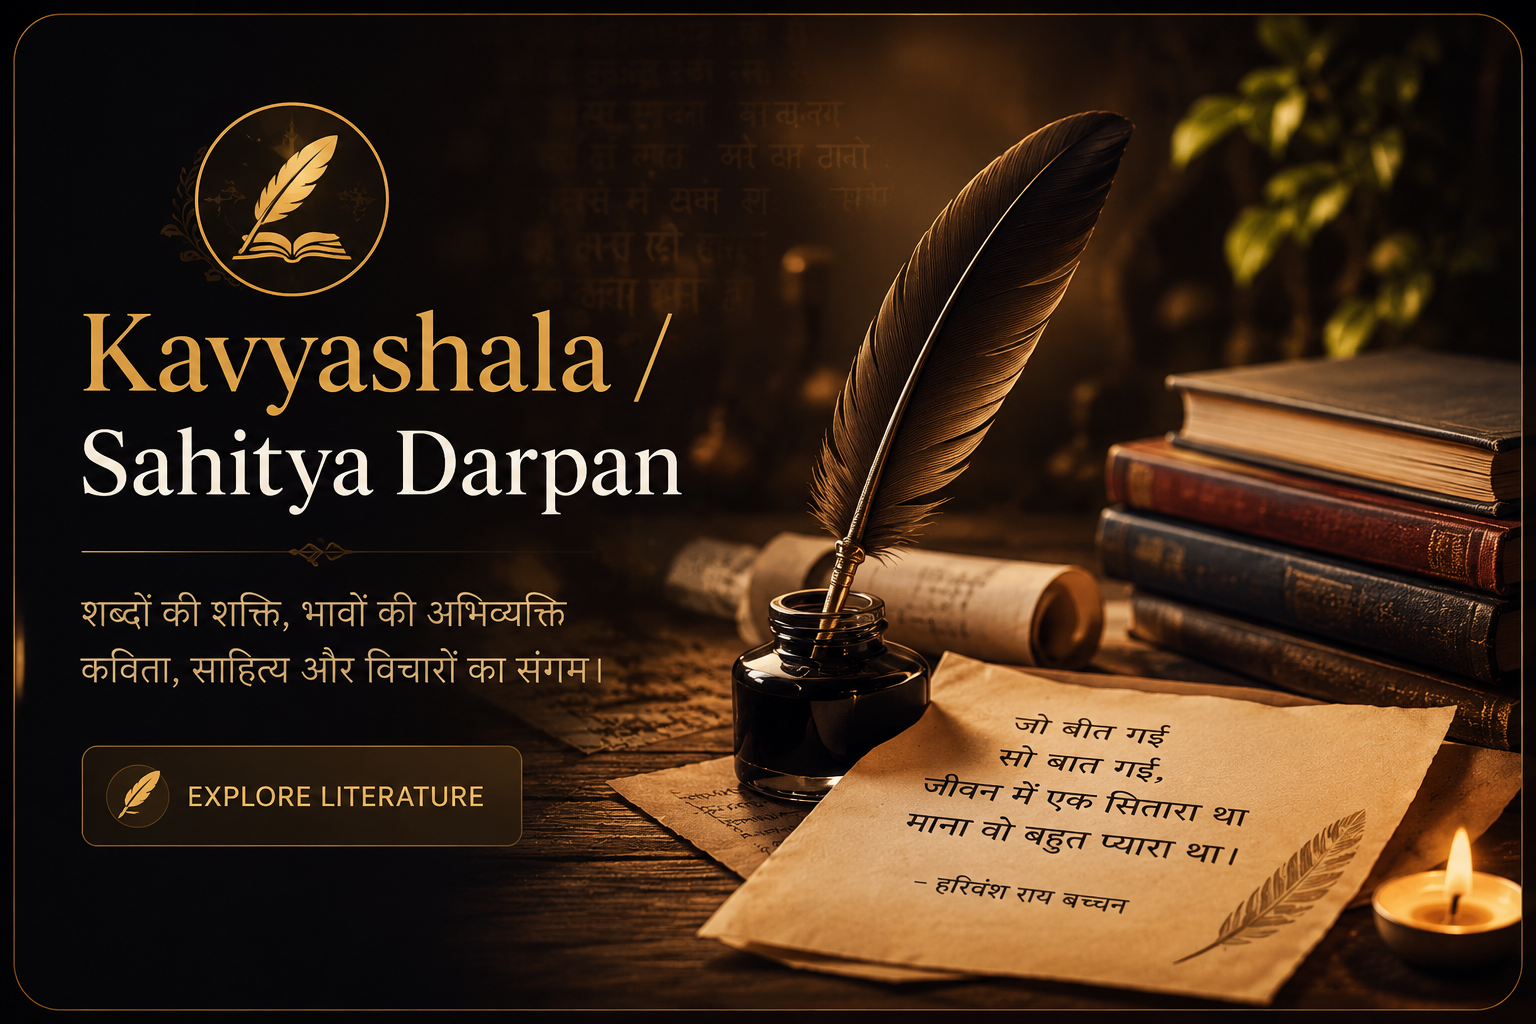 Kavyashala /
Sahitya Darpan
शब्दों की शक्ति, भावों की अभिव्यक्ति
कविता, साहित्य और विचारों का संगम।
EXPLORE LITERATURE
जो बीत गई
सो बात गई,
जीवन में एक सितारा था
माना वो बहुत प्यारा था।
– हरिवंश राय बच्चन